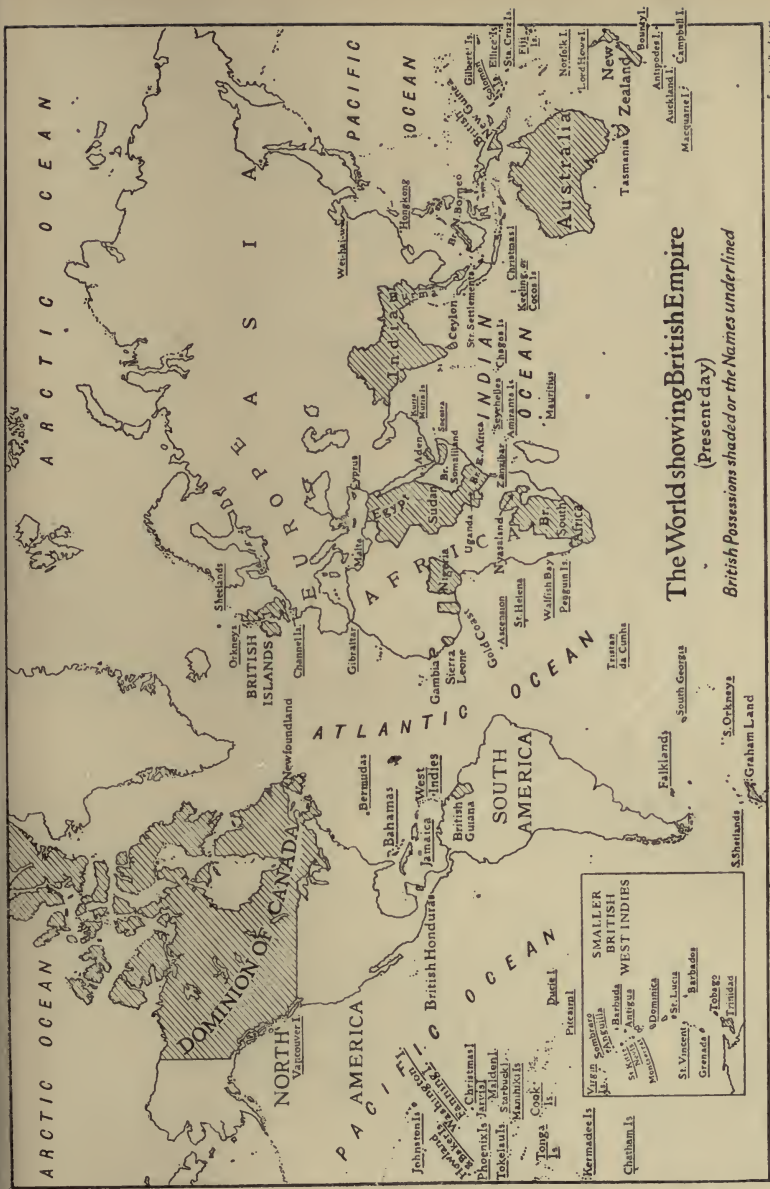 ARCTIC OCEAN
ARCTIC OCEAN
DOMINION OF CANADA
NORTH
AMERICA
Vancouver I.
Newfoundland
Orkneys
Shetlands
BRITISH
ISLANDS
Channel Is
EUROPE
ASIA
Gibraltar
Malta
Cyprus
Wei-hai-wei
Hongkong
PACIFIC
OCEAN
ATLANTIC
OCEAN
Bermudas
Bahamas
West
Indies
Jamaica
British Honduras
British
Guiana
SOUTH
AMERICA
AFRIC
Gambia
Sierra
Leone
Gold Coast
Nigeria
Egypt
Sudan
Aden
Br.
Somaliland
Kuria
Muria Is
Socotra
Uganda
Br. E. Africa
Zanzibar
Nyasaland
Br.
South
Africa
Ascension
St. Helena
Walfish Bay
Penguin Is
Tristan
da Cunha
India
Ceylon
Str. Settlements
Br. N. Borneo
INDIAN
OCEAN
Seychelles
Chagos Is
Amirante Is
Mauritius
Christmas I
Keeling or
Cocos Is
British
New Guinea
Solomon
Is
Gilbert Is.
Ellice Is
Sta. Cruz Is.
Fiji
Is.
Norfolk I.
Lord Howe I.
Australia
Tasmania
New
Zealand
Bounty I.
Antipodes I.
Auckland I
Campbell I.
Macquarie I
PACIFIC OCEAN
Johnston Is
Washington I
Fanning I
Howland
& Baker Is
Christmas I
Phoenix Is
Jarvis I
Malden I
Tokelau Is
Starbuck I
Manihiki Is
Cook
Is.
Tonga
Is
Kermadec Is
Chatham Is
Ducie I
Pitcairn I
SMALLER
BRITISH
WEST INDIES
Virgin
Is.
Sombrero
Anguilla
Barbuda
St Kitts
Nevis
Antigua
Montserrat
Dominica
St. Lucia
St. Vincent
Barbados
Grenada
Tobago
Trinidad
Falklands
South Georgia
S. Orkneys
S. Shetlands
Graham Land
The World showing British Empire
(Present day)
British Possessions shaded or the Names underlined